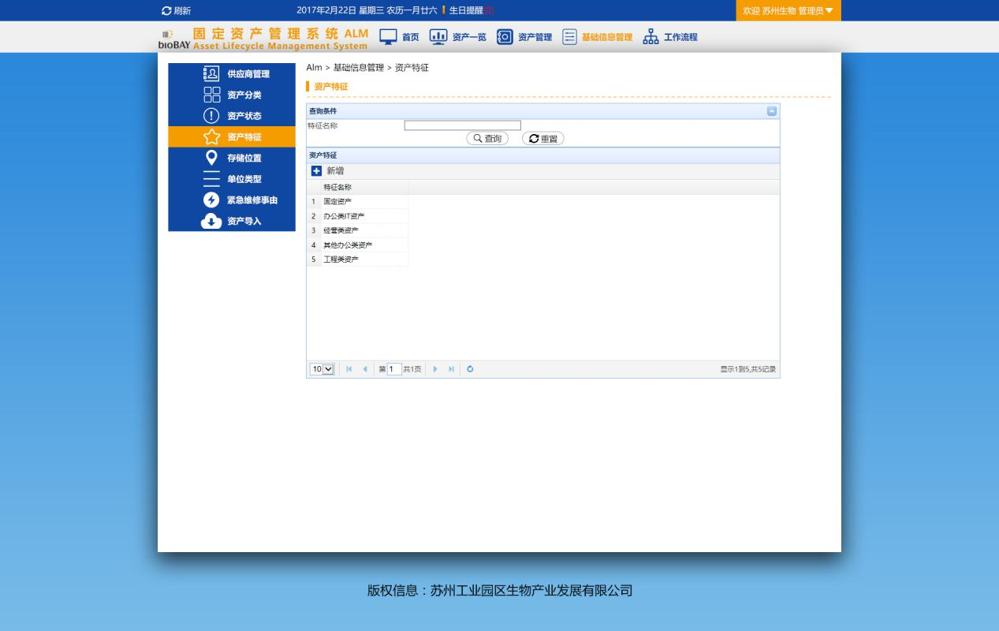 刷新
2017年2月22日 星期三 农历一月廿六 生日提醒[0]
欢迎 苏州生物 管理员
bioBAY
固定资产管理系统 ALM
Asset Lifecycle Management System
首页
资产一览
资产管理
基础信息管理
工作流程
供应商管理
资产分类
资产状态
资产特征
存储位置
单位类型
紧急维修事由
资产导入
Alm > 基础信息管理 > 资产特征
资产特征
查询条件
特征名称
查询
重置
资产特征
新增
特征名称
1 固定资产
2 办公类IT资产
3 经营类资产
4 其他办公类资产
5 工程类资产
10 第 1 共1页
显示1到5,共5记录
版权信息：苏州工业园区生物产业发展有限公司